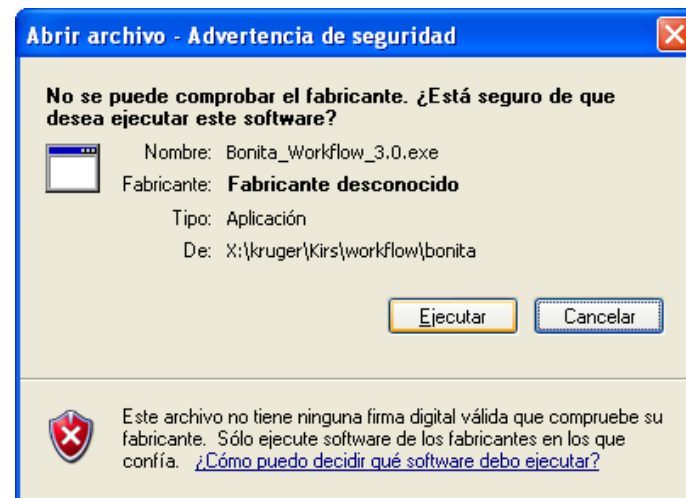 Abrir archivo - Advertencia de seguridad
No se puede comprobar el fabricante. ¿Está seguro de que
desea ejecutar este software?
Nombre: Bonita_Workflow_3.0.exe
Fabricante: Fabricante desconocido
Tipo: Aplicación
De: X:\kruger\Kirs\workflow\bonita
Ejecutar Cancelar
Este archivo no tiene ninguna firma digital válida que compruebe su
fabricante. Sólo ejecute software de los fabricantes en los que
confía. ¿Cómo puedo decidir qué software debo ejecutar?